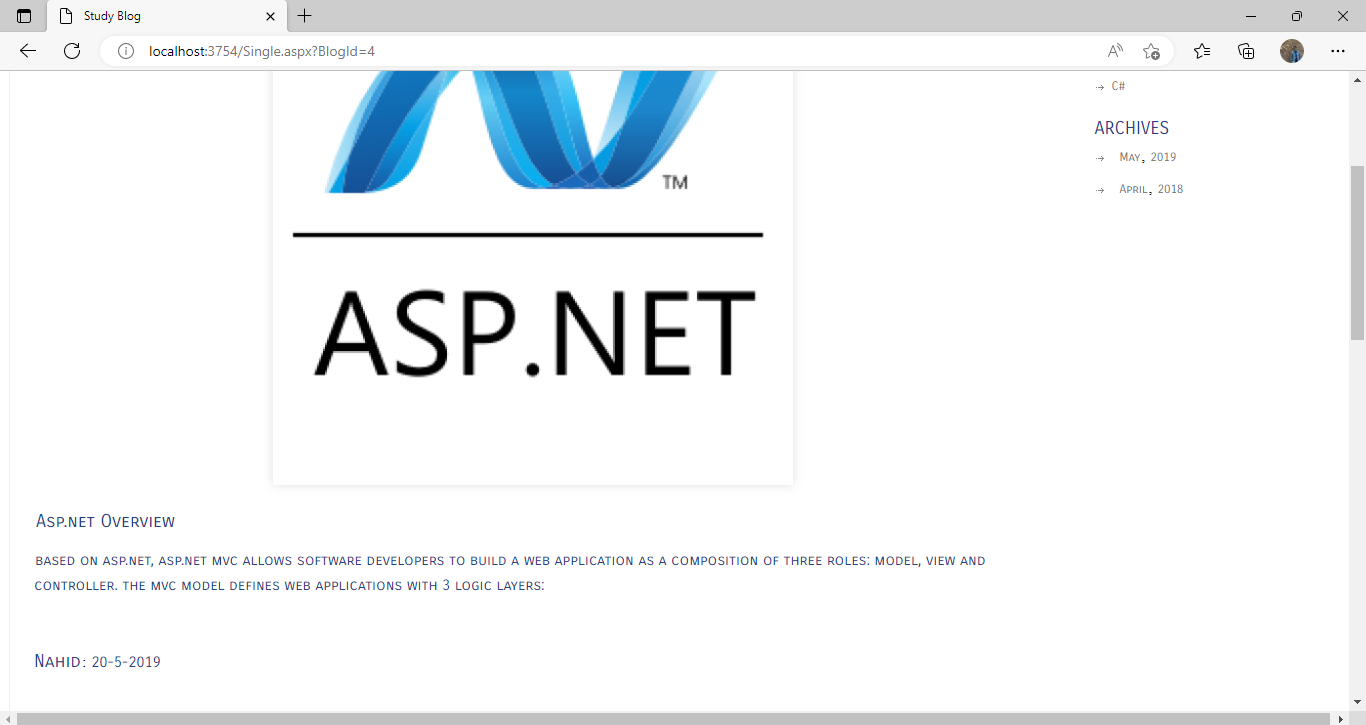 Study Blog
localhost:3754/Single.aspx?BlogId=4
TM
ASP.NET
Asp.net Overview
based on asp.net, asp.net mvc allows software developers to build a web application as a composition of three roles: model, view and
controller. the mvc model defines web applications with 3 logic layers:
Nahid: 20-5-2019
C#
ARCHIVES
May, 2019
April, 2018